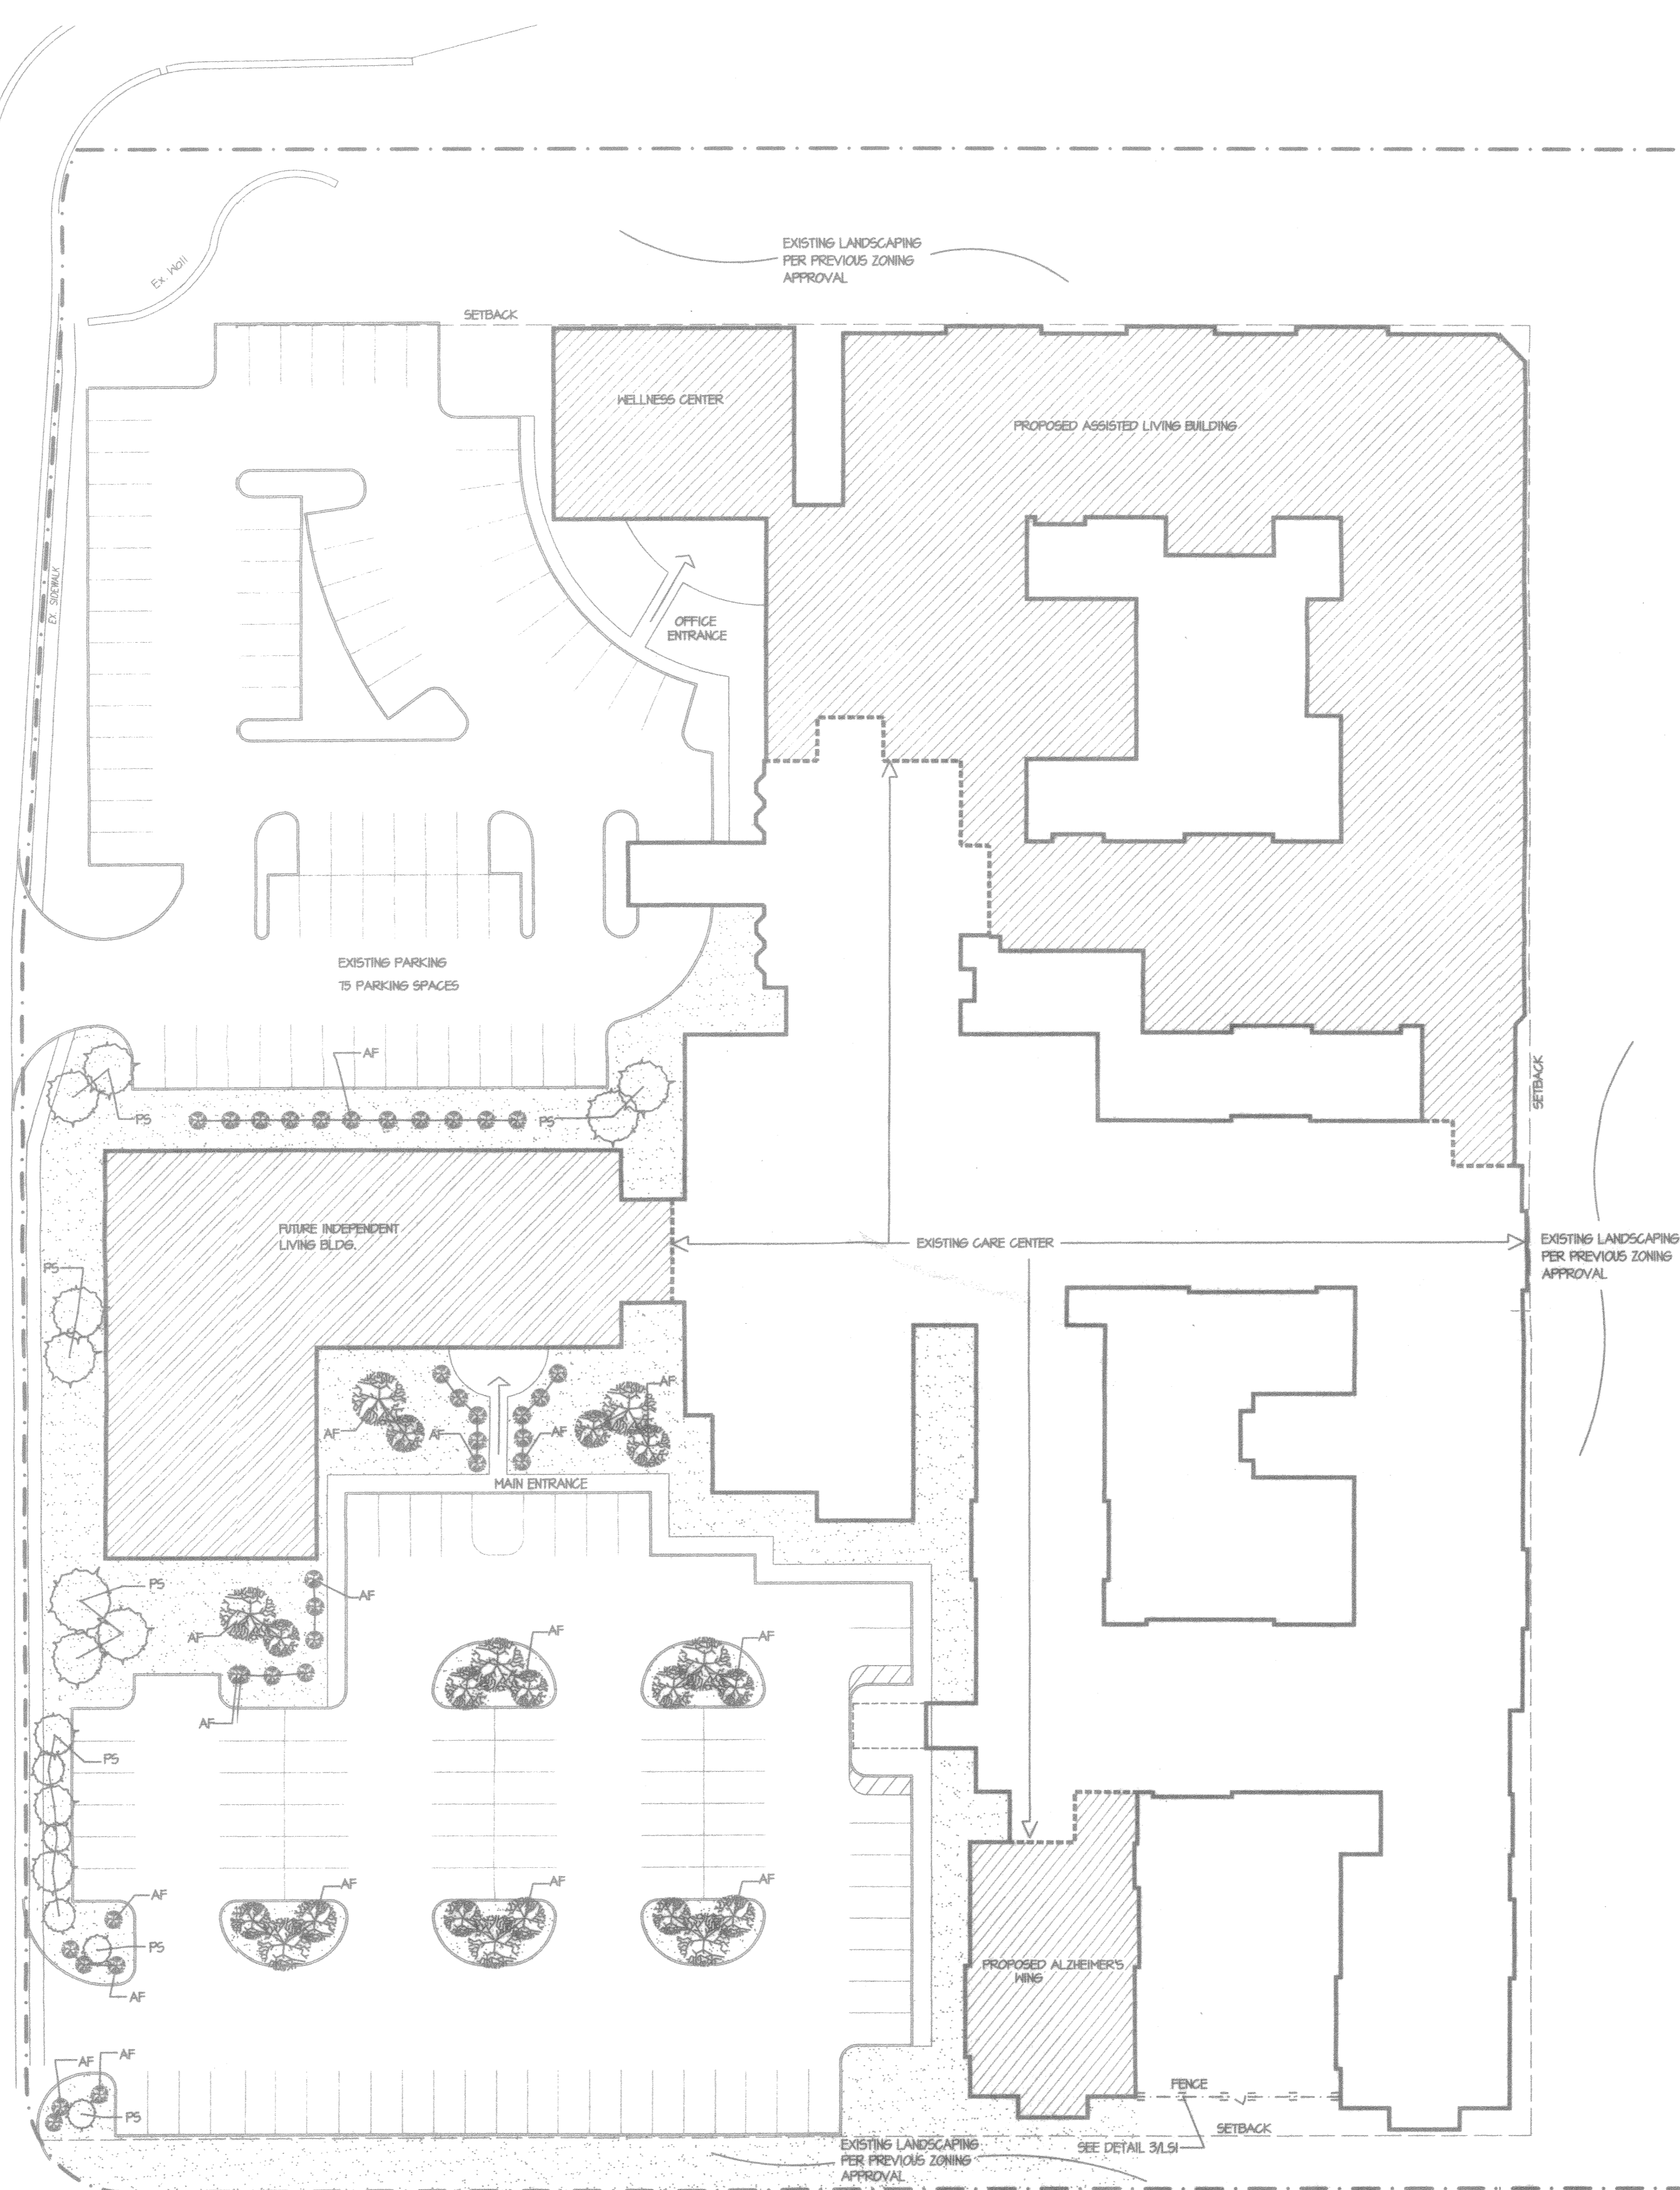 EXISTING LANDSCAPING
PER PREVIOUS ZONING
APPROVAL
Ex. Wall
SETBACK
WELLNESS CENTER
PROPOSED ASSISTED LIVING BUILDING
EX. SIDEWALK
OFFICE
ENTRANCE
EXISTING PARKING
75 PARKING SPACES
AF
PS
PS
SETBACK
FUTURE INDEPENDENT
LIVING BLDG.
EXISTING CARE CENTER
EXISTING LANDSCAPING
PER PREVIOUS ZONING
APPROVAL
PS
AF
AF
AF
AF
MAIN ENTRANCE
PS
AF
AF
AF
AF
AF
PS
AF
AF
AF
AF
PS
AF
PROPOSED ALZHEIMER'S
WING
AF
AF
PS
FENCE
SETBACK
SEE DETAIL 3/LS1
EXISTING LANDSCAPING
PER PREVIOUS ZONING
APPROVAL